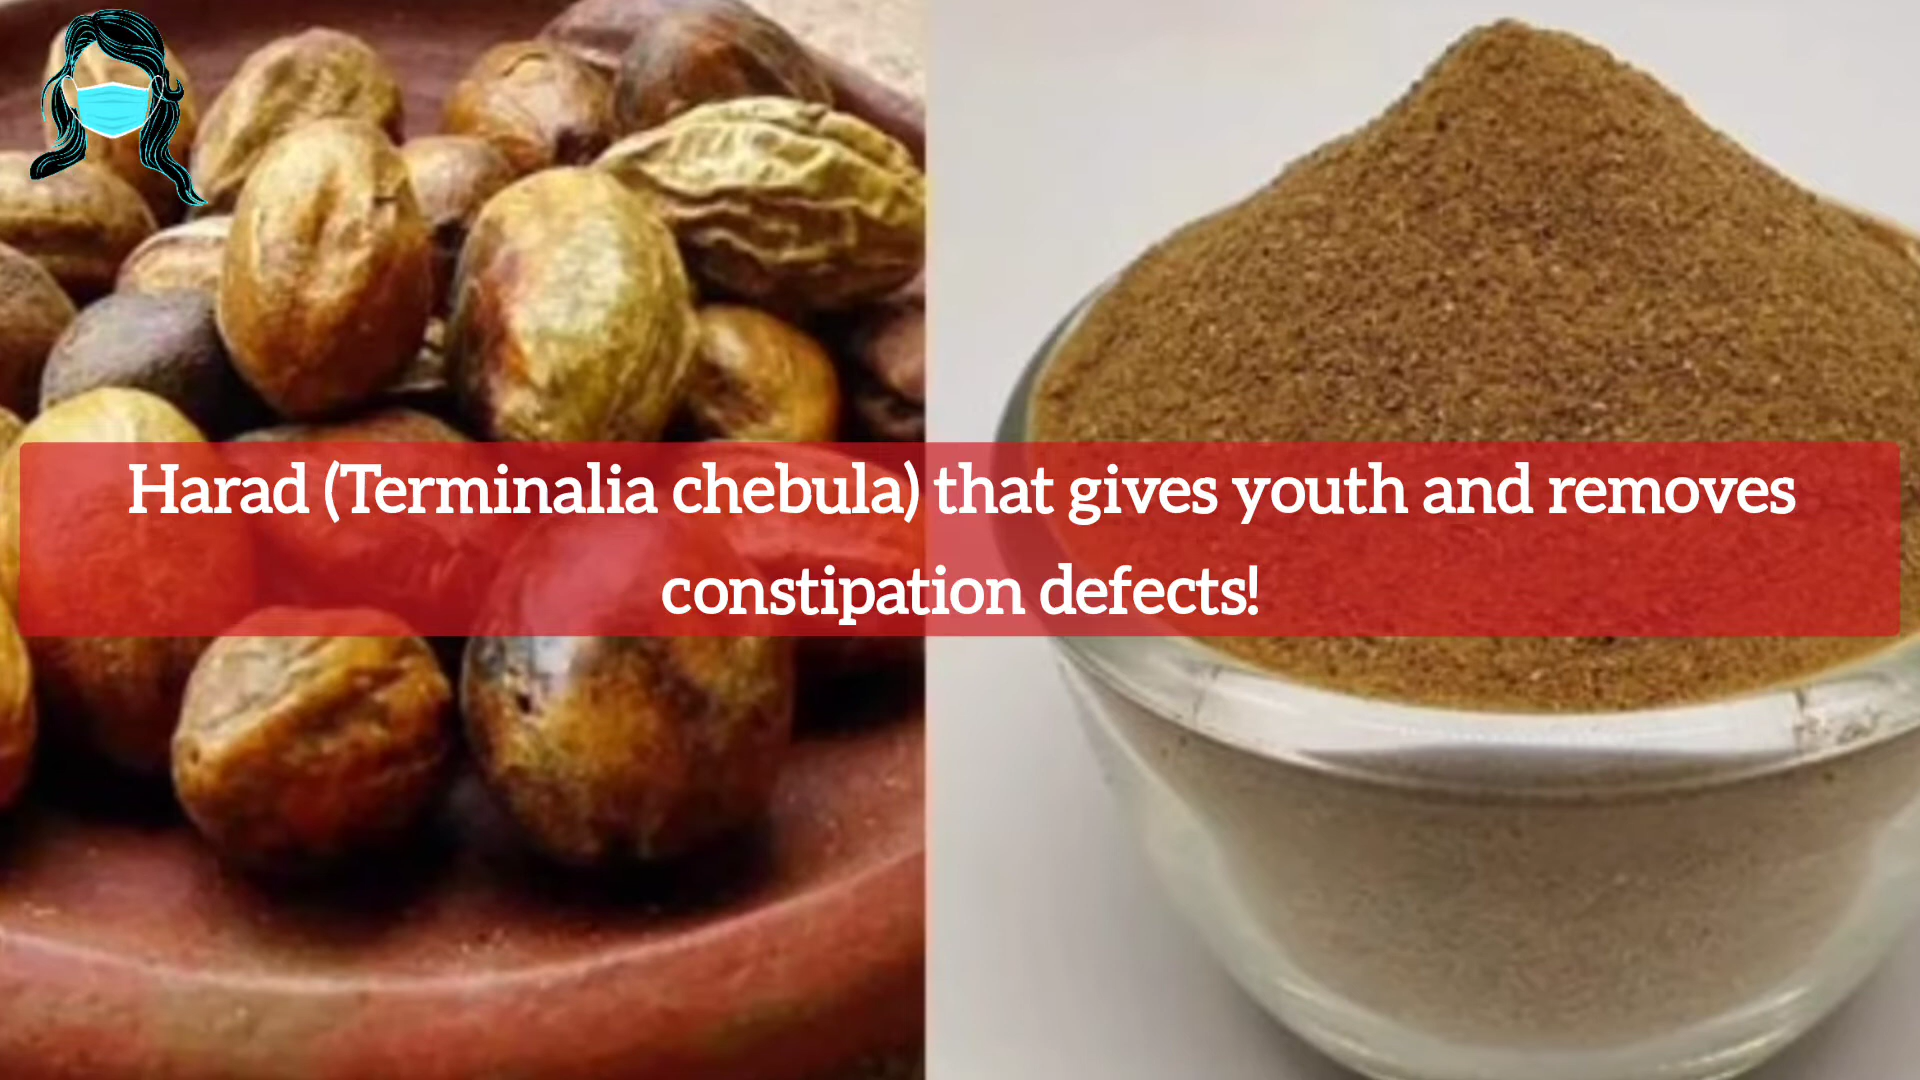 Harad (Terminalia chebula) that gives youth and removes
constipation defects!